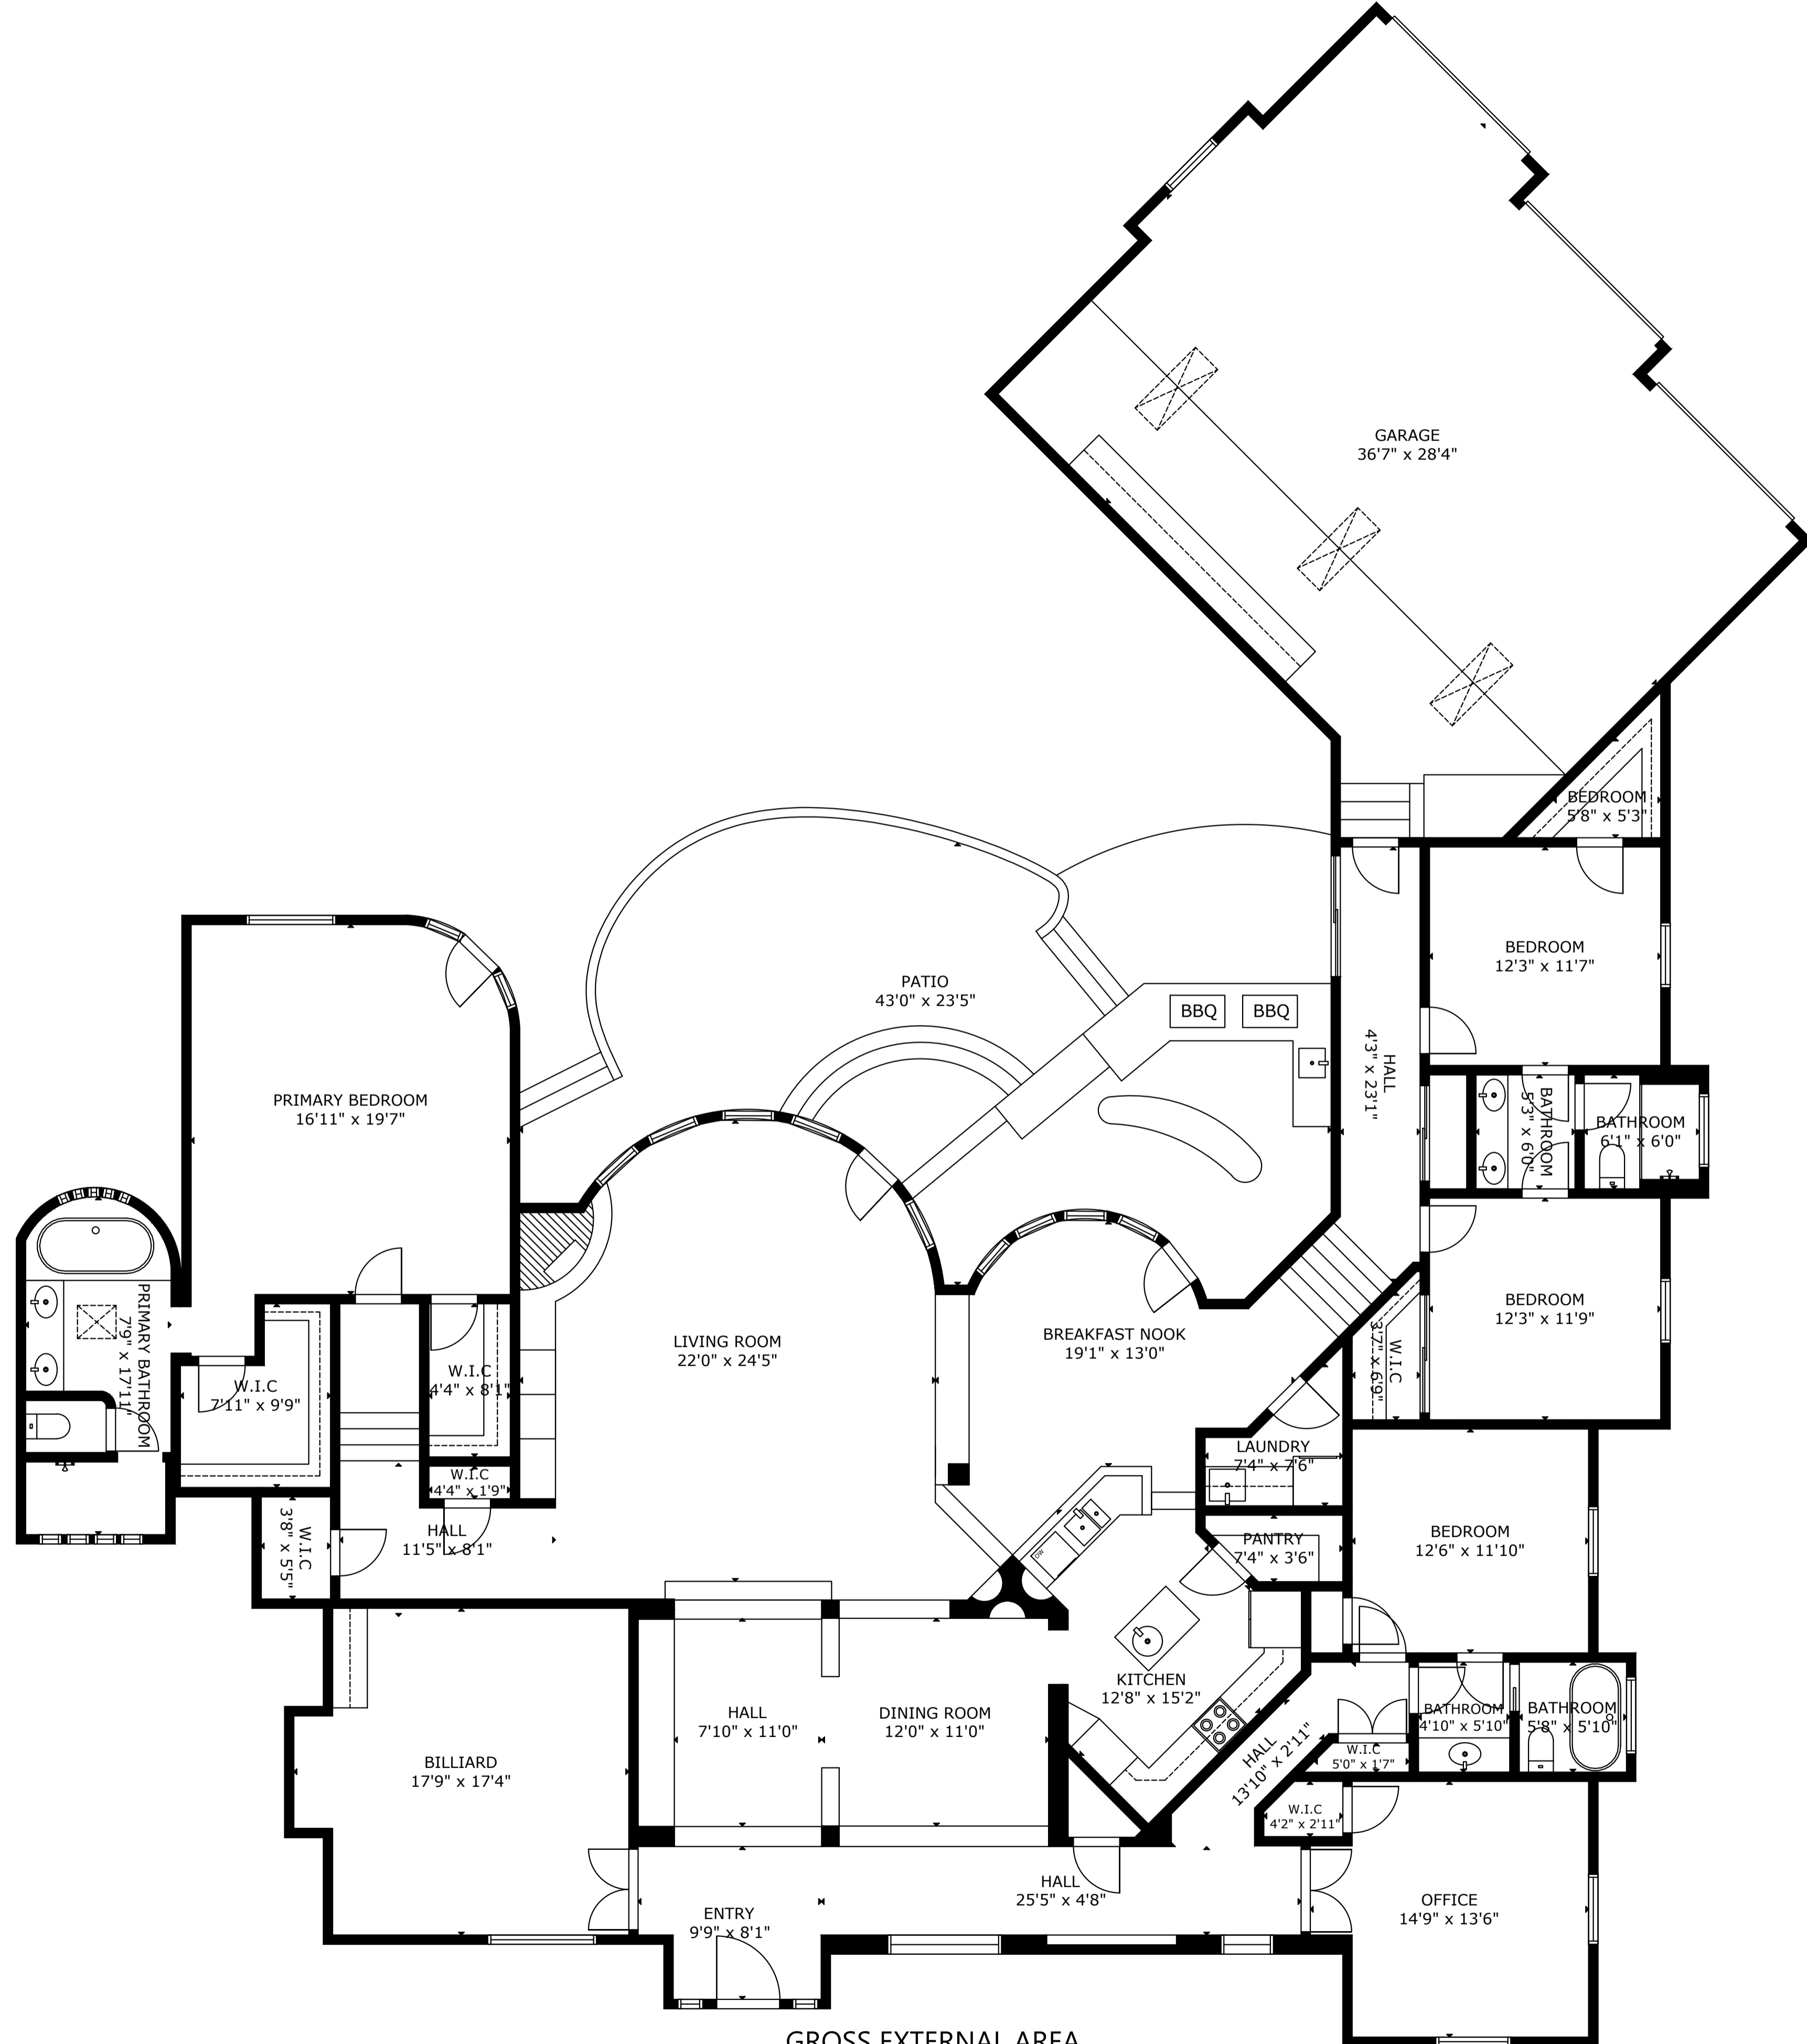 GARAGE
36'7" x 28'4"
BEDROOM
5'8" x 5'3"
BEDROOM
12'3" x 11'7"
PATIO
43'0" x 23'5"
BBQ
BBQ
HALL
4'3" x 23'1"
PRIMARY BEDROOM
16'11" x 19'7"
BATHROOM
5'3" x 6'0"
BATHROOM
6'1" x 6'0"
BEDROOM
12'3" x 11'9"
PRIMARY BATHROOM
7'9" x 17'11"
W.I.C
7'11" x 9'9"
W.I.C
4'4" x 8'1"
LIVING ROOM
22'0" x 24'5"
BREAKFAST NOOK
19'1" x 13'0"
W.I.C
3'7" x 6'9"
LAUNDRY
7'4" x 7'6"
W.I.C
4'4" x 1'9"
W.I.C
3'8" x 5'5"
HALL
11'5" x 8'1"
DW
PANTRY
7'4" x 3'6"
BEDROOM
12'6" x 11'10"
KITCHEN
12'8" x 15'2"
HALL
7'10" x 11'0"
DINING ROOM
12'0" x 11'0"
BATHROOM
4'10" x 5'10"
BATHROOM
5'8" x 5'10"
HALL
13'10" x 2'11"
W.I.C
5'0" x 1'7"
BILLIARD
17'9" x 17'4"
W.I.C
4'2" x 2'11"
HALL
25'5" x 4'8"
OFFICE
14'9" x 13'6"
ENTRY
9'9" x 8'1"
GROSS EXTERNAL AREA